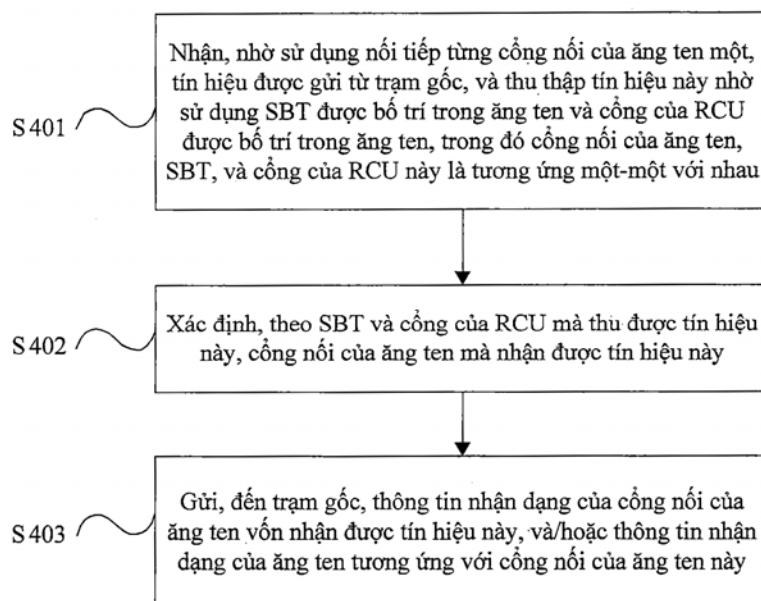 S401
Nhận, nhờ sử dụng nối tiếp từng cổng nối của ăng ten một,
tín hiệu được gửi từ trạm gốc, và thu thập tín hiệu này nhờ
sử dụng SBT được bố trí trong ăng ten và cổng của RCU
được bố trí trong ăng ten, trong đó cổng nối của ăng ten,
SBT, và cổng của RCU này là tương ứng một-một với nhau
S402
Xác định, theo SBT và cổng của RCU mà thu được tín hiệu
này, cổng nối của ăng ten mà nhận được tín hiệu này
S403
Gửi, đến trạm gốc, thông tin nhận dạng của cổng nối của
ăng ten vốn nhận được tín hiệu này, và/hoặc thông tin nhận
dạng của ăng ten tương ứng với cổng nối của ăng ten này